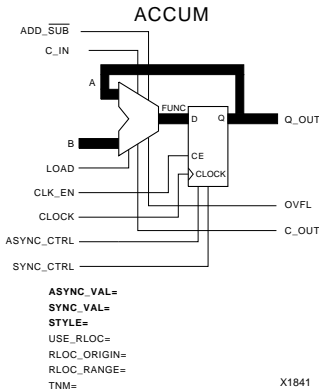 ACCUM
ADD_SUB
C_IN
A
FUNC
D
Q
Q_OUT
B
CE
LOAD
CLOCK
CLK_EN
OVFL
CLOCK
C_OUT
ASYNC_CTRL
SYNC_CTRL
ASYNC_VAL=
SYNC_VAL=
STYLE=
USE_RLOC=
RLOC_ORIGIN=
RLOC_RANGE=
TNM=
X1841